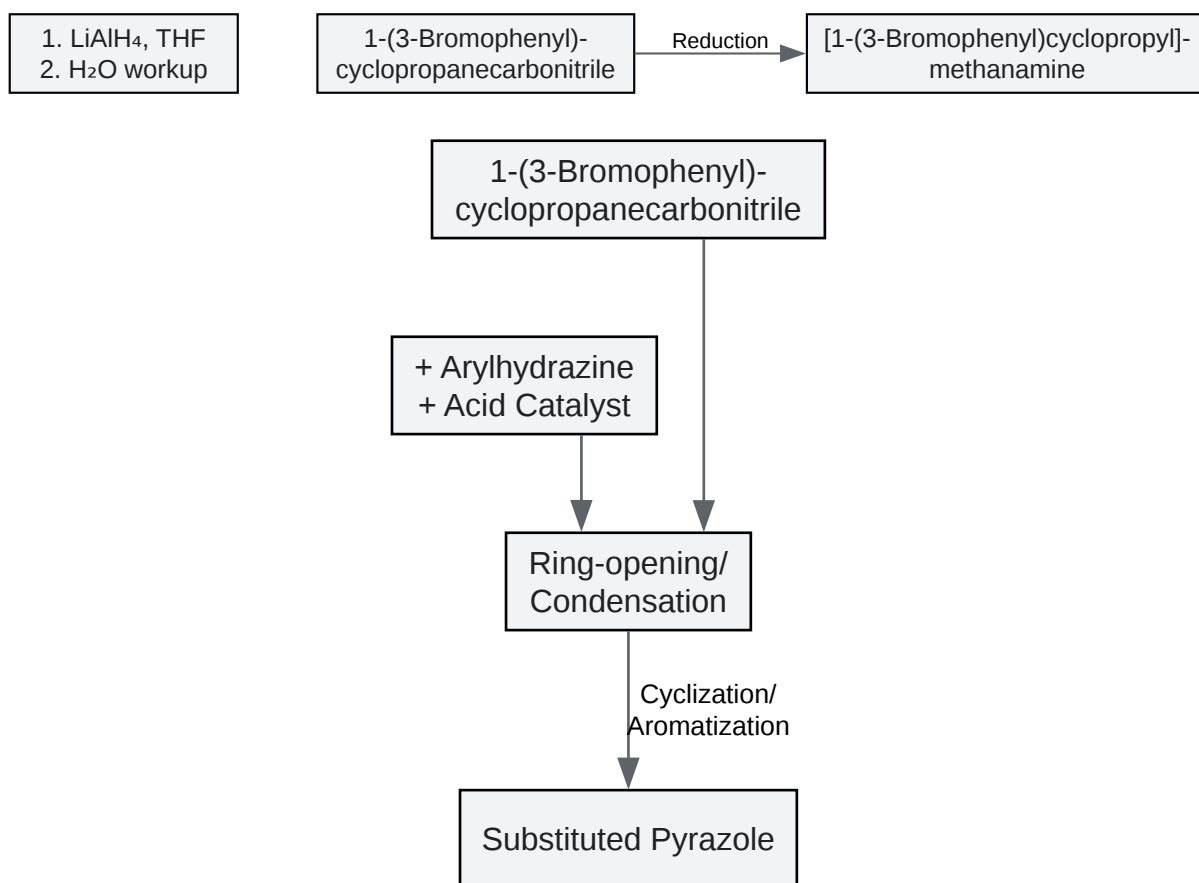 1. LiAlH₄, THF
2. H₂O workup
1-(3-Bromophenyl)-
cyclopropanecarbonitrile
Reduction
[1-(3-Bromophenyl)cyclopropyl]-
methanamine
1-(3-Bromophenyl)-
cyclopropanecarbonitrile
+ Arylhydrazine
+ Acid Catalyst
Ring-opening/
Condensation
Cyclization/
Aromatization
Substituted Pyrazole